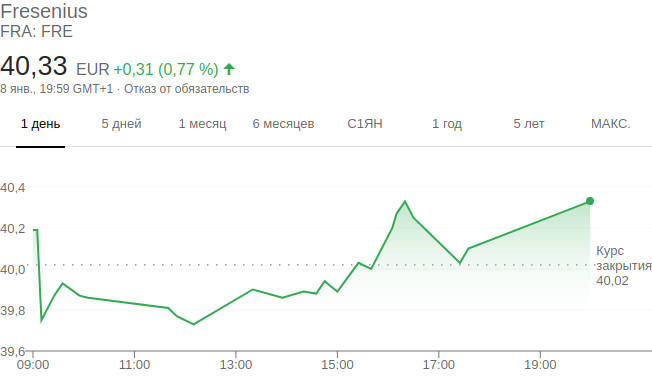 Fresenius
FRA: FRE
40,33 EUR +0,31 (0,77 %)
8 янв., 19:59 GMT+1 · Отказ от обязательств
1 день 5 дней 1 месяц 6 месяцев С1ЯН 1 год 5 лет МАКС.
40,4
40,2
40,0
39,8
39,6
Курс
закрытия
40,02
09:00 11:00 13:00 15:00 17:00 19:00